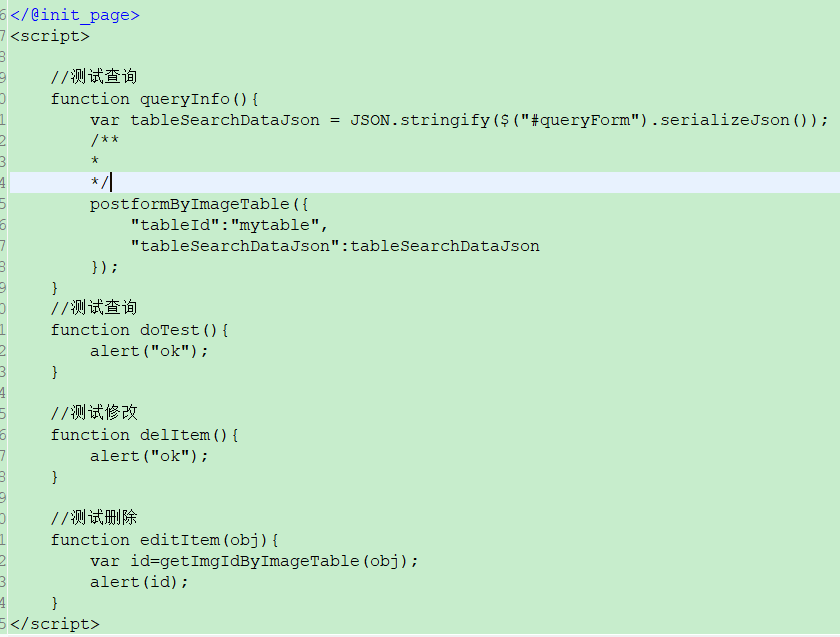 6</@init_page>
7<script>
8
9    //测试查询
0    function queryInfo(){
1        var tableSearchDataJson = JSON.stringify($("#queryForm").serializeJson());
2        /**
3        *
4        */
5        postformByImageTable({
6            "tableId":"mytable",
7            "tableSearchDataJson":tableSearchDataJson
8        });
9    }
0    //测试查询
1    function doTest(){
2        alert("ok");
3    }
4
5    //测试修改
6    function delItem(){
7        alert("ok");
8    }
9
0    //测试删除
1    function editItem(obj){
2        var id=getImgIdByImageTable(obj);
3        alert(id);
4    }
5</script>